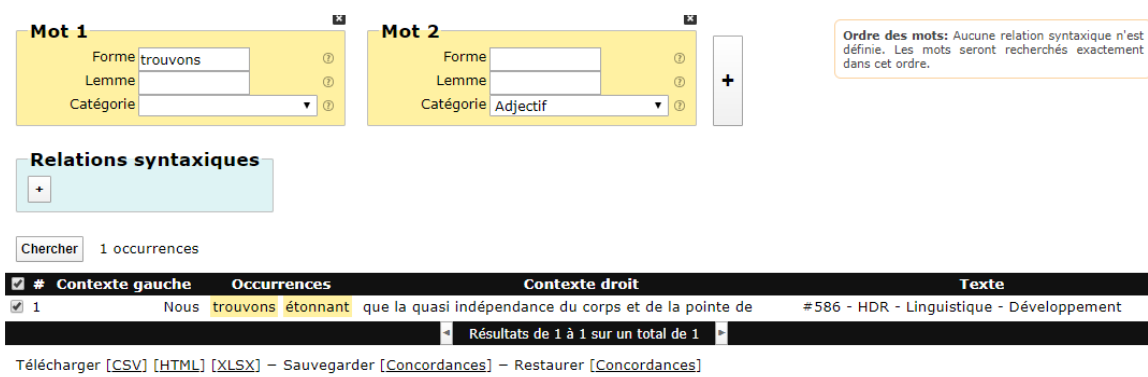 Mot 1
Forme trouvons
Lemme
Catégorie
Mot 2
Forme
Lemme
Catégorie Adjectif
+
Ordre des mots: Aucune relation syntaxique n'est
définie. Les mots seront recherchés exactement
dans cet ordre.
Relations syntaxiques
+
Chercher 1 occurrences
# Contexte gauche Occurrences Contexte droit Texte
1 Nous trouvons étonnant que la quasi indépendance du corps et de la pointe de #586 - HDR - Linguistique - Développement
Résultats de 1 à 1 sur un total de 1
Télécharger [CSV] [HTML] [XLSX] − Sauvegarder [Concordances] − Restaurer [Concordances]